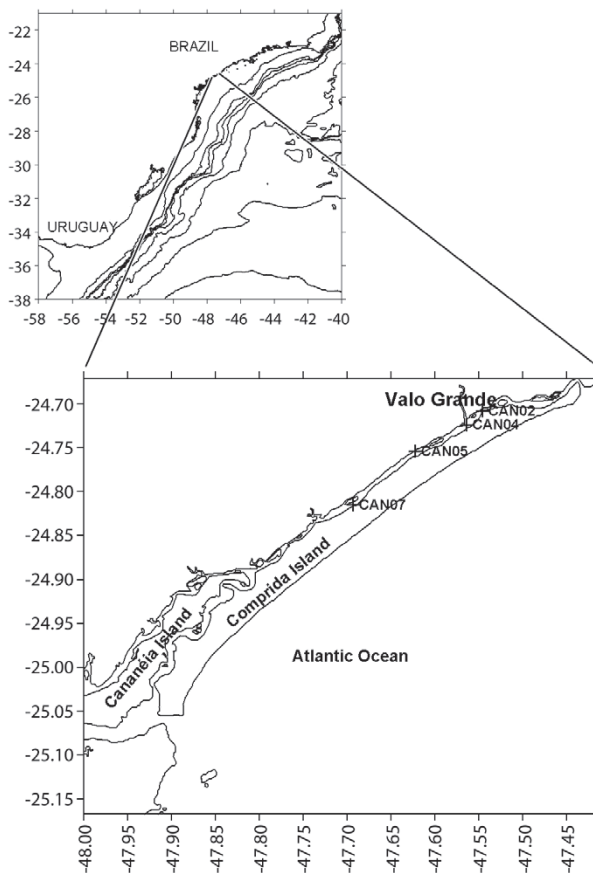 -22
BRAZIL
-24
-26
-28
-30
-32
-34
URUGUAY
-36
-38
-58 -56 -54 -52 -50 -48 -46 -44 -42 -40
Valo Grande
-24.70
CAN02
CAN04
-24.75
CAN05
-24.80
CAN07
-24.85
-24.90
Comprida Island
-24.95
Cananéia Island
Atlantic Ocean
-25.00
-25.05
-25.10
-25.15
-48.00 -47.95 -47.90 -47.85 -47.80 -47.75 -47.70 -47.65 -47.60 -47.55 -47.50 -47.45